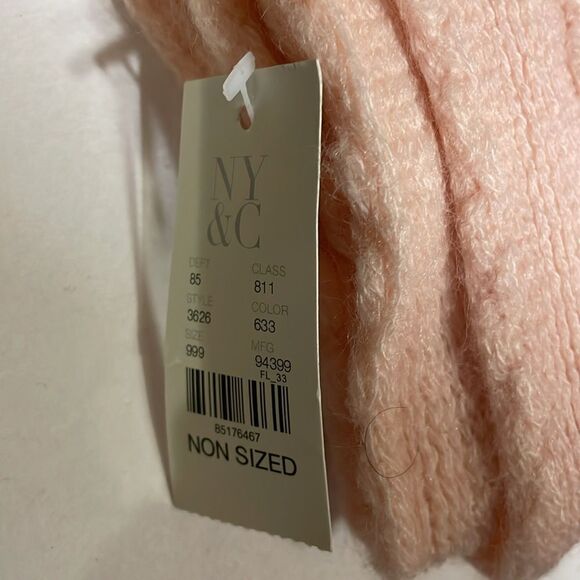 NY
&C
DEPT CLASS
85 811
STYLE COLOR
3626 633
SIZE MFG
999 94399
FL_33
85176467
NON SIZED